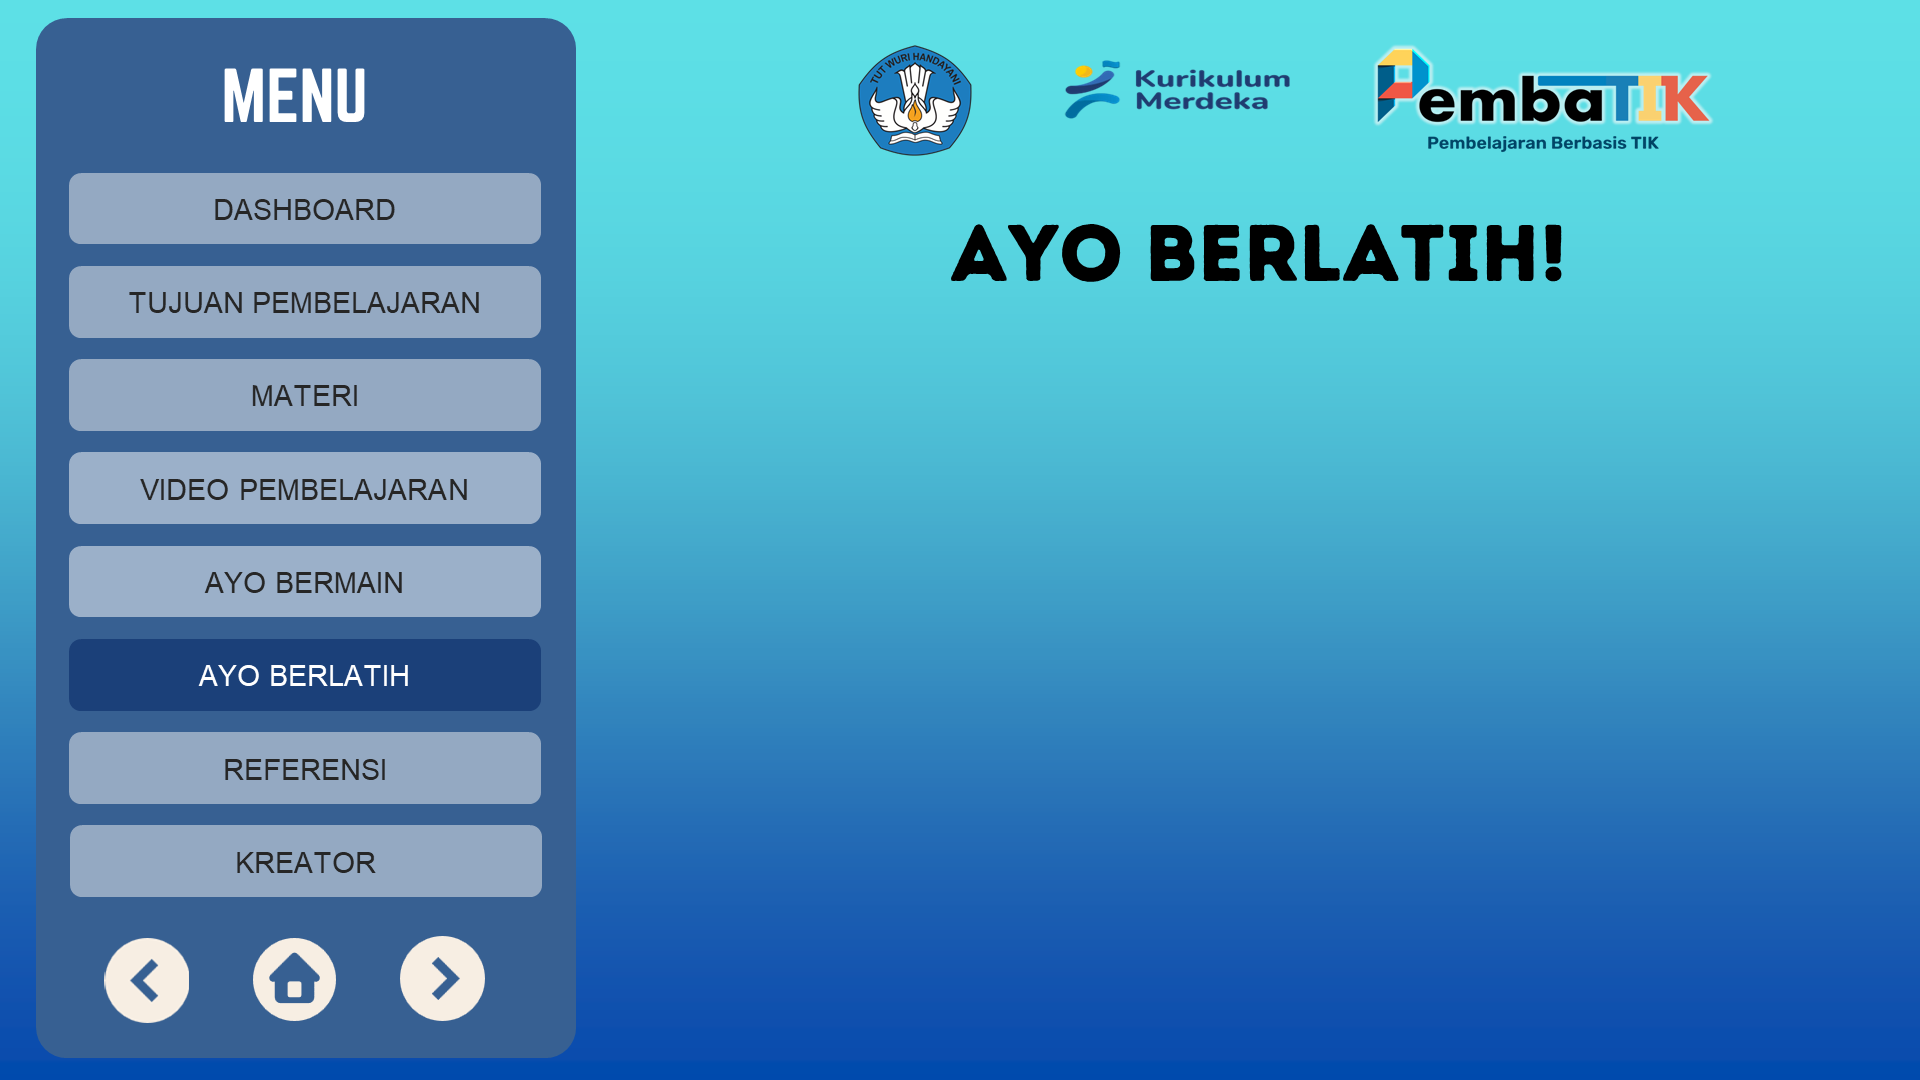 MENU
DASHBOARD
TUJUAN PEMBELAJARAN
MATERI
VIDEO PEMBELAJARAN
AYO BERMAIN
AYO BERLATIH
REFERENSI
KREATOR
TUT WURI HANDAYANI
Kurikulum
Merdeka
PembaTIK
Pembelajaran Berbasis TIK
AYO BERLATIH!